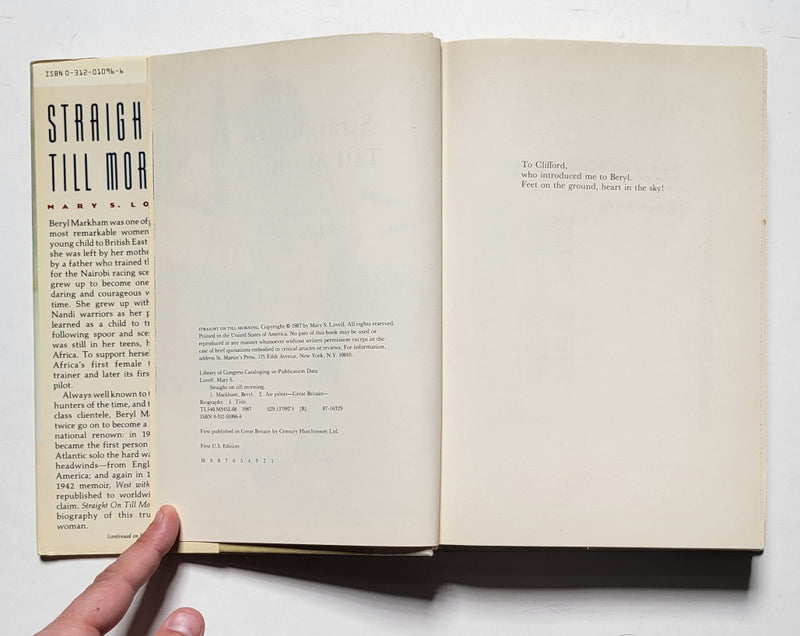 ISBN 0-312-01096-6
STRAIGH
TILL MOR
MARY S. LO
Beryl Markham was one of
most remarkable women
young child to British East
she was left by her mothe
by a father who trained th
for the Nairobi racing sce
grew up to become one
daring and courageous w
time. She grew up with
Nandi warriors as her p
learned as a child to tr
following spoor and sce
was still in her teens, h
Africa. To support herse
Africa's first female t
trainer and later its first
pilot.
Always well known to t
hunters of the time, and t
class clientele, Beryl Ma
twice go on to become a
national renown: in 19
became the first person
Atlantic solo the hard wa
headwinds—from Engl
America; and again in 1
1942 memoir, West with
republished to worldwi
claim. Straight On Till Mo
biography of this tru
woman.
(continued on
STRAIGHT ON TILL MORNING. Copyright © 1987 by Mary S. Lovell. All rights reserved.
Printed in the United States of America. No part of this book may be used or
reproduced in any manner whatsoever without written permission except in the
case of brief quotations embodied in critical articles or reviews. For information,
address St. Martin's Press, 175 Fifth Avenue, New York, N.Y. 10010.
Library of Congress Cataloging-in-Publication Data
Lovell, Mary S.
Straight on till morning.
1. Markham, Beryl. 2. Air pilots—Great Britain—
Biography. I. Title.
TL540.M345L68 1987 629.13'092'4 [B] 87-16329
ISBN 0-312-01096-6
First published in Great Britain by Century Hutchinson Ltd.
First U.S. Edition
10 9 8 7 6 5 4 3 2 1
To Clifford,
who introduced me to Beryl.
Feet on the ground, heart in the sky!